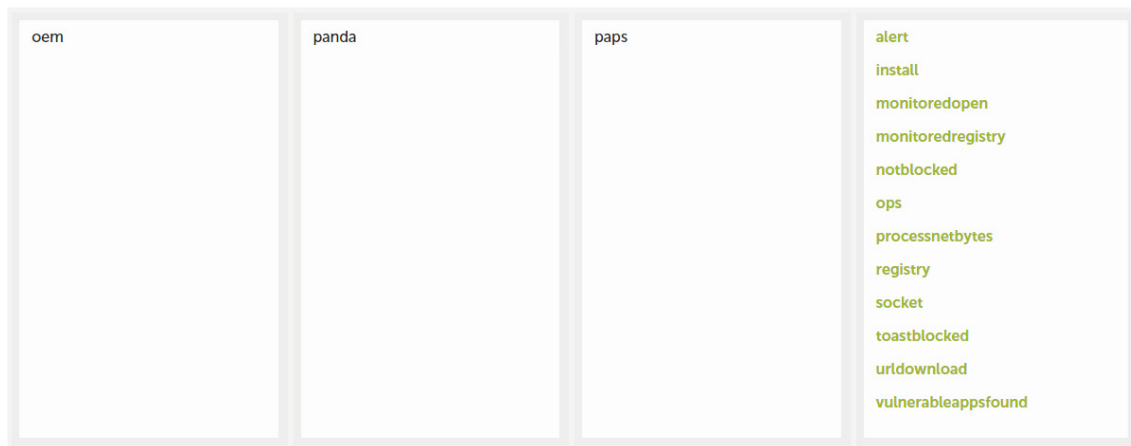 oem
panda
paps
alert
install
monitoredopen
monitoredregistry
notblocked
ops
processnetbytes
registry
socket
toastblocked
urldownload
vulnerableappsfound